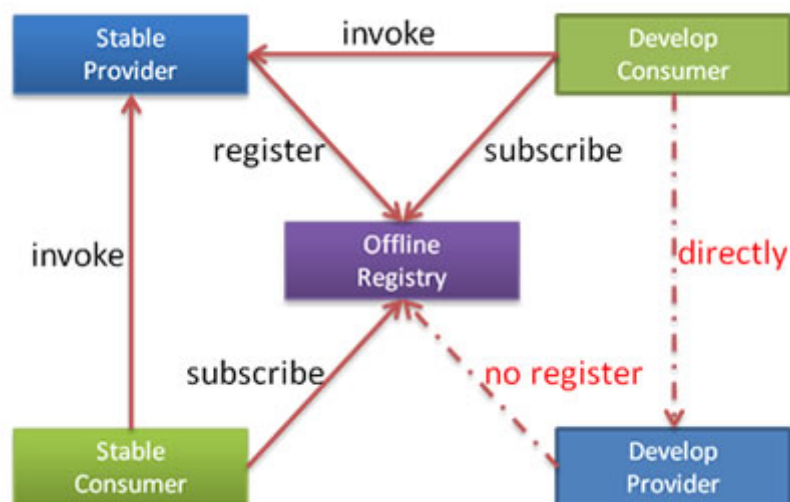 Stable
Provider
invoke
Develop
Consumer
register
subscribe
Offline
Registry
invoke
directly
subscribe
no register
Stable
Consumer
Develop
Provider